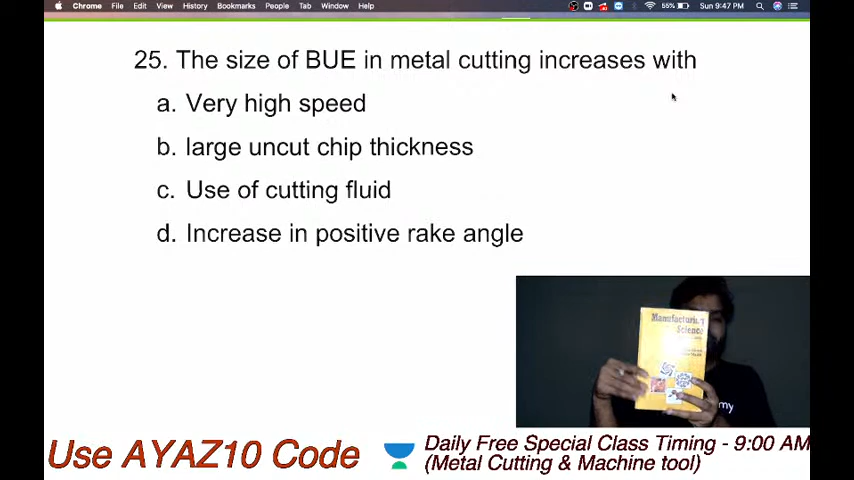 Chrome File Edit View History Bookmarks People Tab Window Help
55% Sun 9:47 PM
25. The size of BUE in metal cutting increases with
a. Very high speed
b. large uncut chip thickness
c. Use of cutting fluid
d. Increase in positive rake angle
Manufacturing
Science
my
Use AYAZ10 Code
Daily Free Special Class Timing - 9:00 AM
(Metal Cutting & Machine tool)